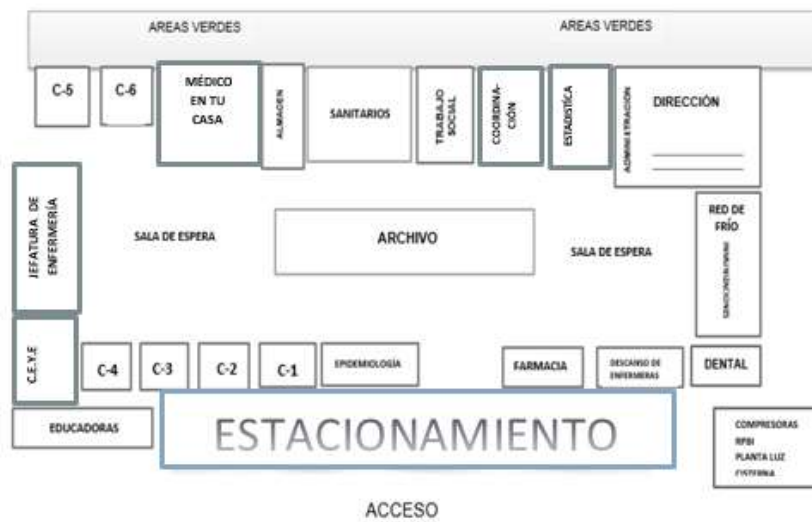 AREAS VERDES
AREAS VERDES
C-5
C-6
MÉDICO
EN TU
CASA
ALMACEN
SANITARIOS
TRABAJO
SOCIAL
COORDINA-
CIÓN
ESTADISTÍCA
ADMINISTRACIÓN
DIRECCIÓN
JEFATURA DE
ENFERMERÍA
SALA DE ESPERA
ARCHIVO
SALA DE ESPERA
RED DE
FRÍO
C.E.Y.E
C-4
C-3
C-2
C-1
EPIDEMIOLOGÍA
FARMACIA
DESCANSO DE
ENFERMERAS
DENTAL
EDUCADORAS
ESTACIONAMIENTO
COMPRESORAS
RPBI
PLANTA LUZ
CISTERNA
ACCESO